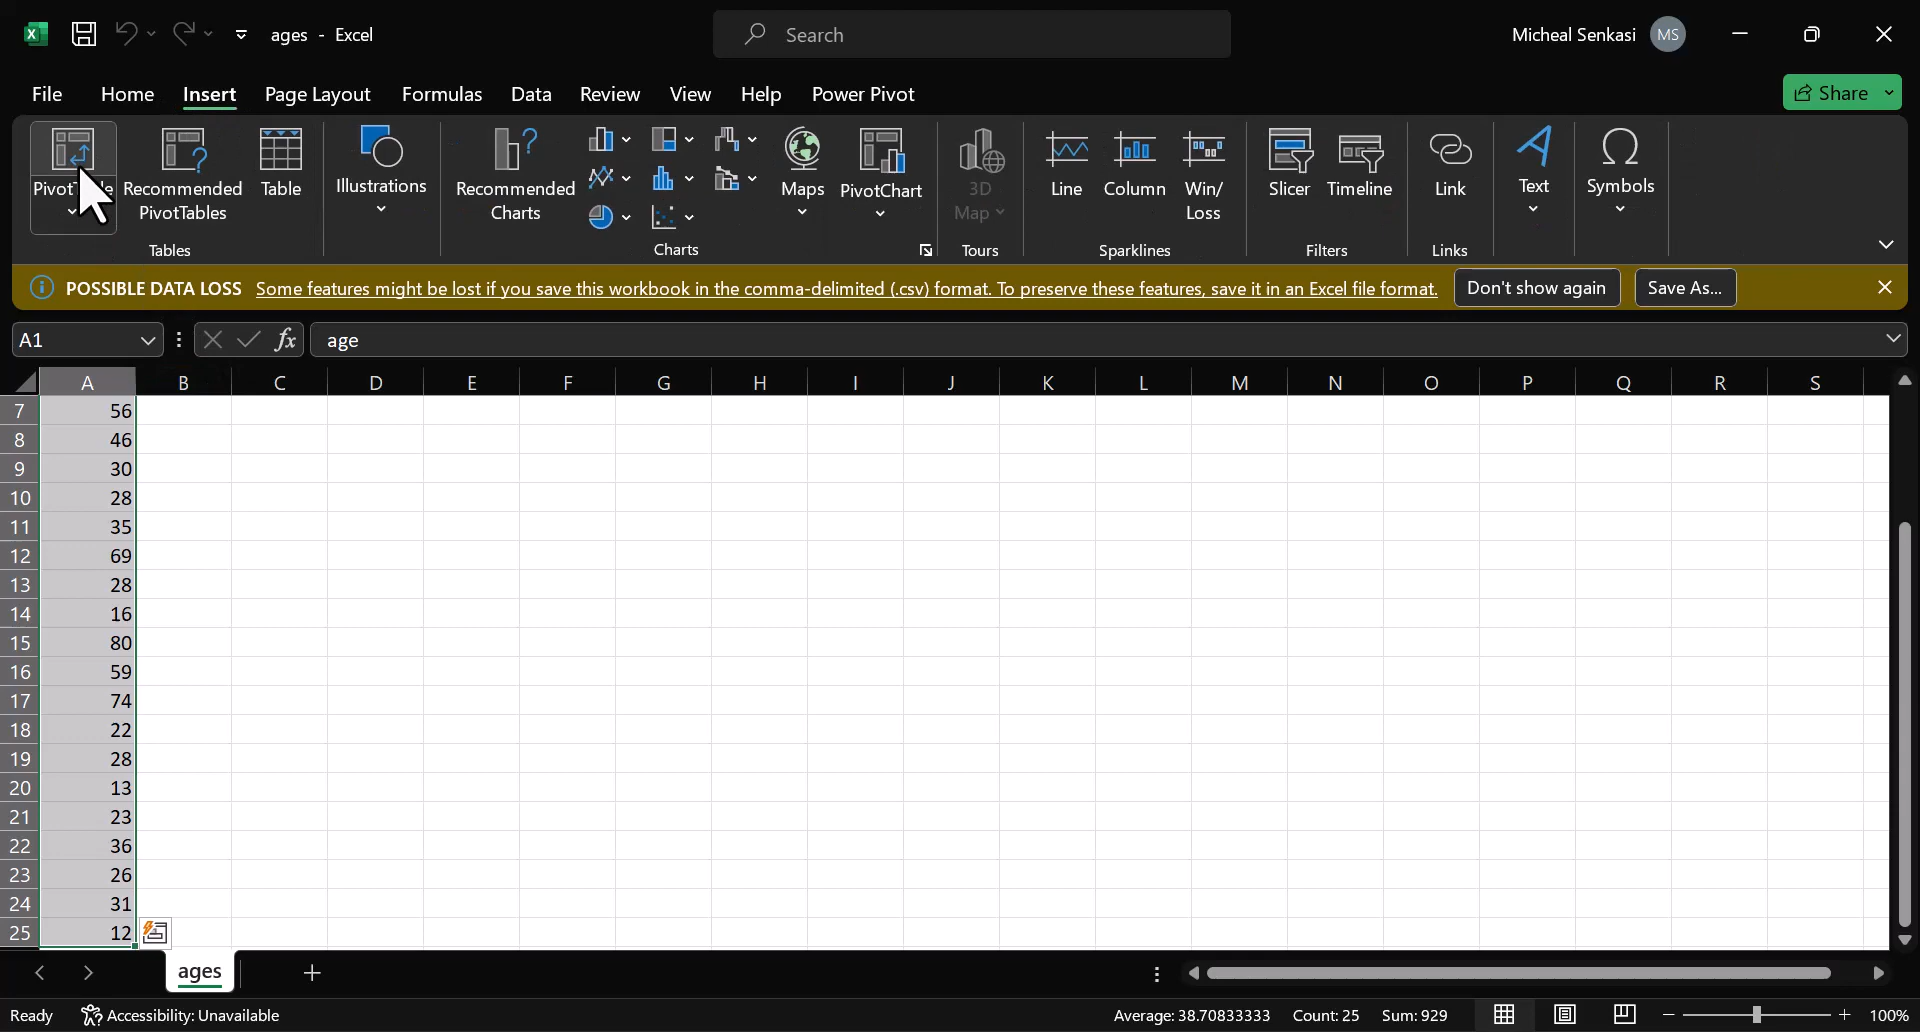 ages - Excel
Search
Micheal Senkasi MS
File Home Insert Page Layout Formulas Data Review View Help Power Pivot
Share
Recommended PivotTables
Table
Illustrations
Recommended Charts
Maps
PivotChart
3D Map
Line
Column
Win/Loss
Slicer
Timeline
Link
Text
Symbols
Tables Charts Tours Sparklines Filters Links
POSSIBLE DATA LOSS Some features might be lost if you save this workbook in the comma-delimited (.csv) format. To preserve these features, save it in an Excel file format. Don't show again Save As...
A1 fx age
A B C D E F G H I J K L M N O P Q R S
7 56
8 46
9 30
10 28
11 35
12 69
13 28
14 16
15 80
16 59
17 74
18 22
19 28
20 13
21 23
22 36
23 26
24 31
25 12
ages
Ready Accessibility: Unavailable Average: 38.70833333 Count: 25 Sum: 929 100%